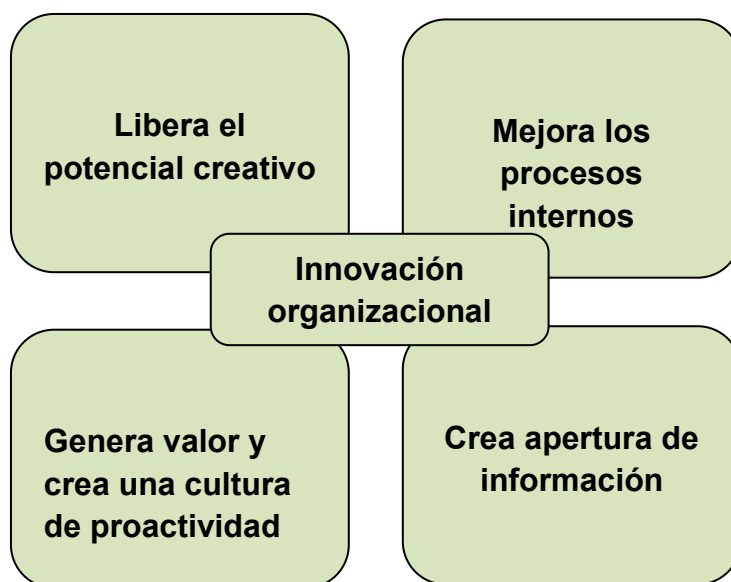 Libera el
potencial creativo
Mejora los
procesos
internos
Innovación
organizacional
Genera valor y
crea una cultura
de proactividad
Crea apertura de
información